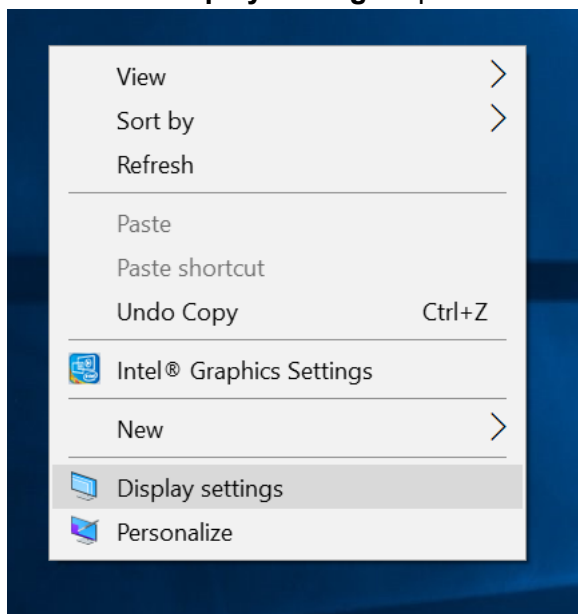 View
Sort by
Refresh
Paste
Paste shortcut
Undo Copy Ctrl+Z
Intel® Graphics Settings
New
Display settings
Personalize